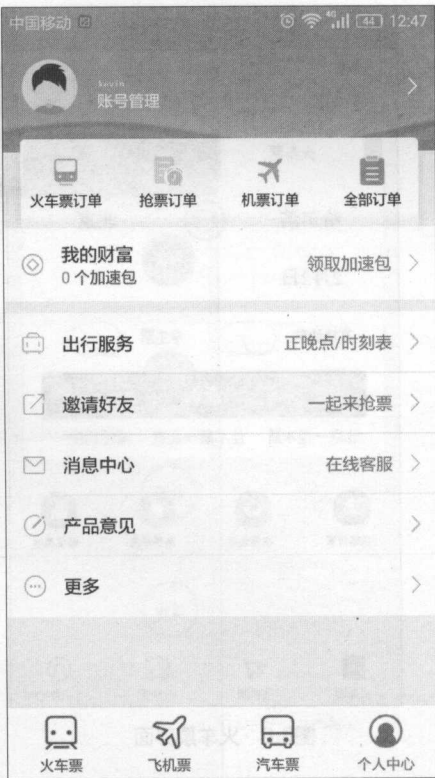 中国移动 4G 44 12:47
kevin
账号管理
火车票订单 抢票订单 机票订单 全部订单
我的财富
0 个加速包
领取加速包
出行服务 正晚点/时刻表
邀请好友 一起来抢票
消息中心 在线客服
产品意见
更多
火车票 飞机票 汽车票 个人中心